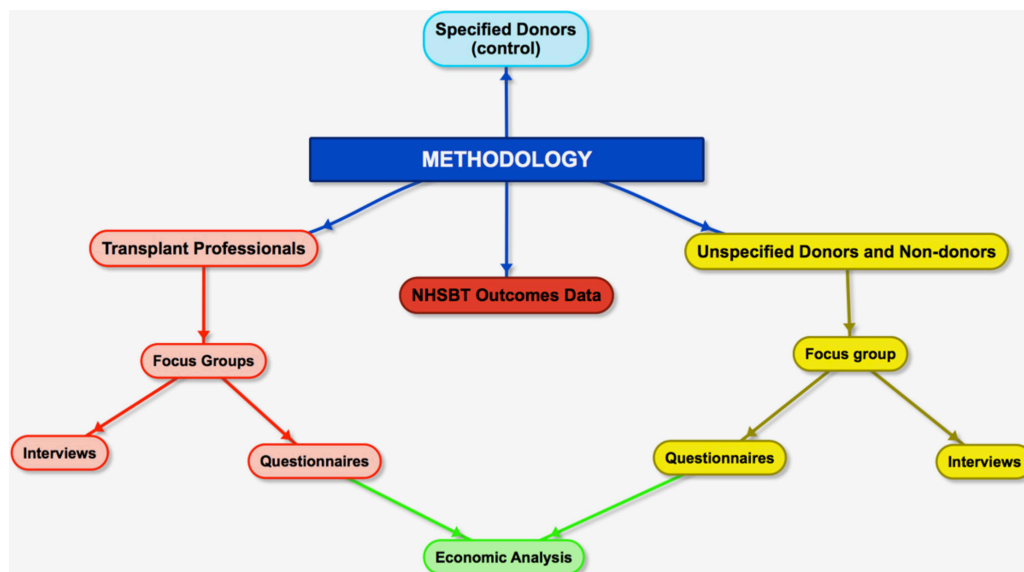 Specified Donors
(control)
METHODOLOGY
Transplant Professionals
Unspecified Donors and Non-donors
NHSBT Outcomes Data
Focus Groups
Focus group
Interviews
Questionnaires
Questionnaires
Interviews
Economic Analysis